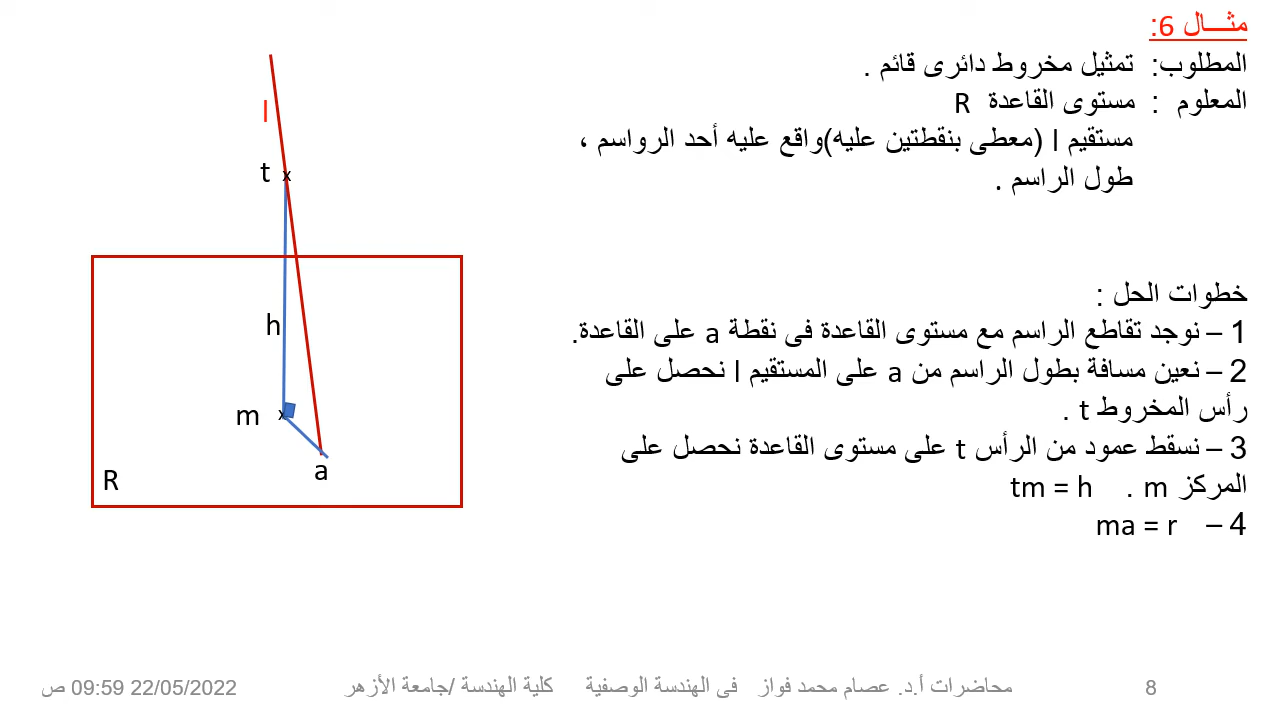 مثــــال 6:
المطلوب: تمثيل مخروط دائرى قائم .
المعلوم : مستوى القاعدة R
مستقيم l (معطى بنقطتين عليه)واقع عليه أحد الرواسم ،
طول الراسم .
خطوات الحل :
1 – نوجد تقاطع الراسم مع مستوى القاعدة فى نقطة a على القاعدة.
2 – نعين مسافة بطول الراسم من a على المستقيم l نحصل على
رأس المخروط t .
3 – نسقط عمود من الرأس t على مستوى القاعدة نحصل على
المركز m . tm = h
4 – ma = r
l
t x
h
m x
a
R
22/05/2022 09:59 ص
محاضرات أ.د. عصام محمد فواز فى الهندسة الوصفية كلية الهندسة /جامعة الأزهر
8